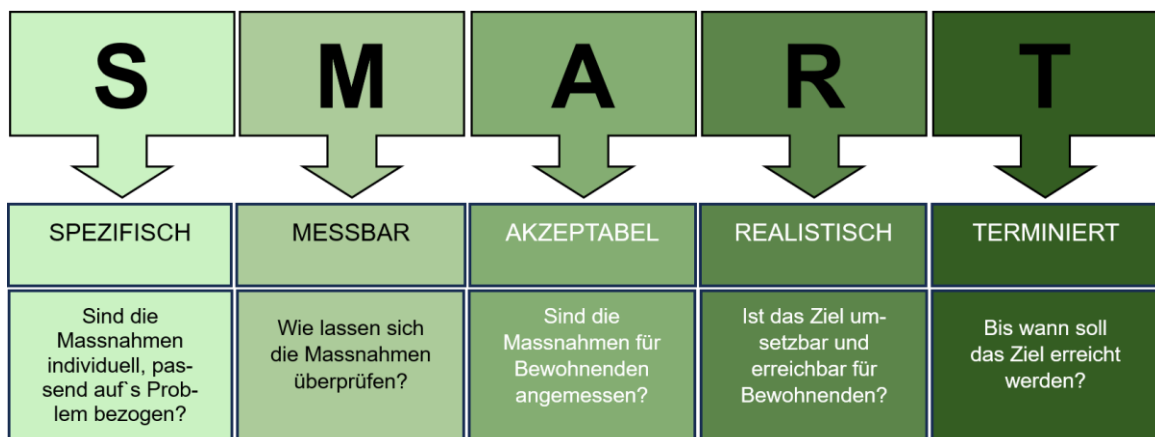 S
M
A
R
T
SPEZIFISCH
MESSBAR
AKZEPTABEL
REALISTISCH
TERMINIERT
Sind die
Massnahmen
individuell, pas-
send auf`s Prob-
lem bezogen?
Wie lassen sich
die Massnahmen
überprüfen?
Sind die
Massnahmen für
Bewohnenden
angemessen?
Ist das Ziel um-
setzbar und
erreichbar für
Bewohnenden?
Bis wann soll
das Ziel erreicht
werden?